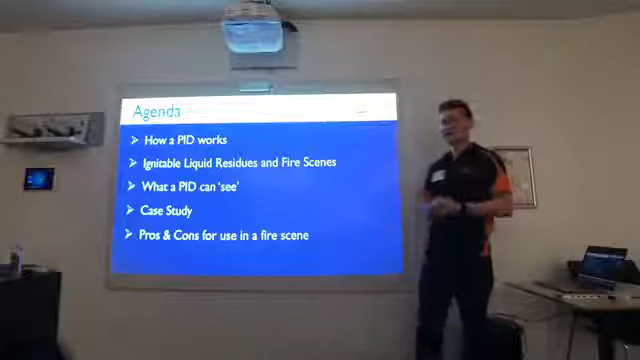 Agenda
How a PID works
Ignitable Liquid Residues and Fire Scenes
What a PID can 'see'
Case Study
Pros & Cons for use in a fire scene